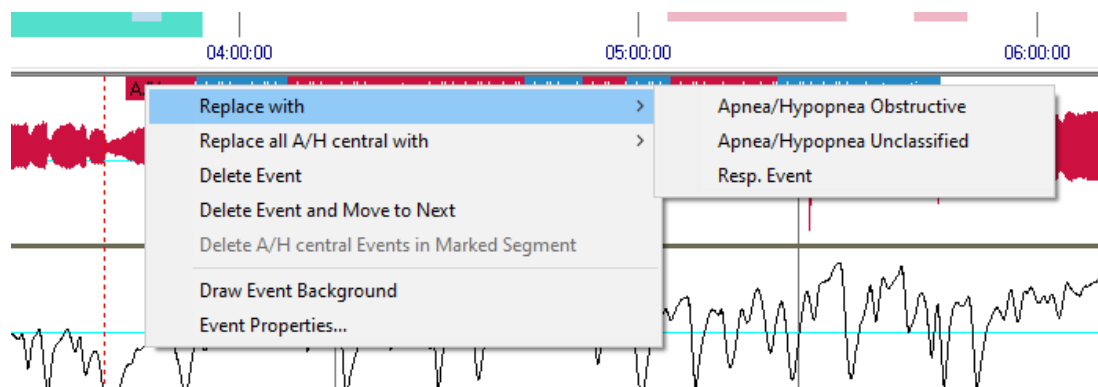 04:00:00 05:00:00 06:00:00
Replace with
Replace all A/H central with
Delete Event
Delete Event and Move to Next
Delete A/H central Events in Marked Segment
Draw Event Background
Event Properties...
Apnea/Hypopnea Obstructive
Apnea/Hypopnea Unclassified
Resp. Event